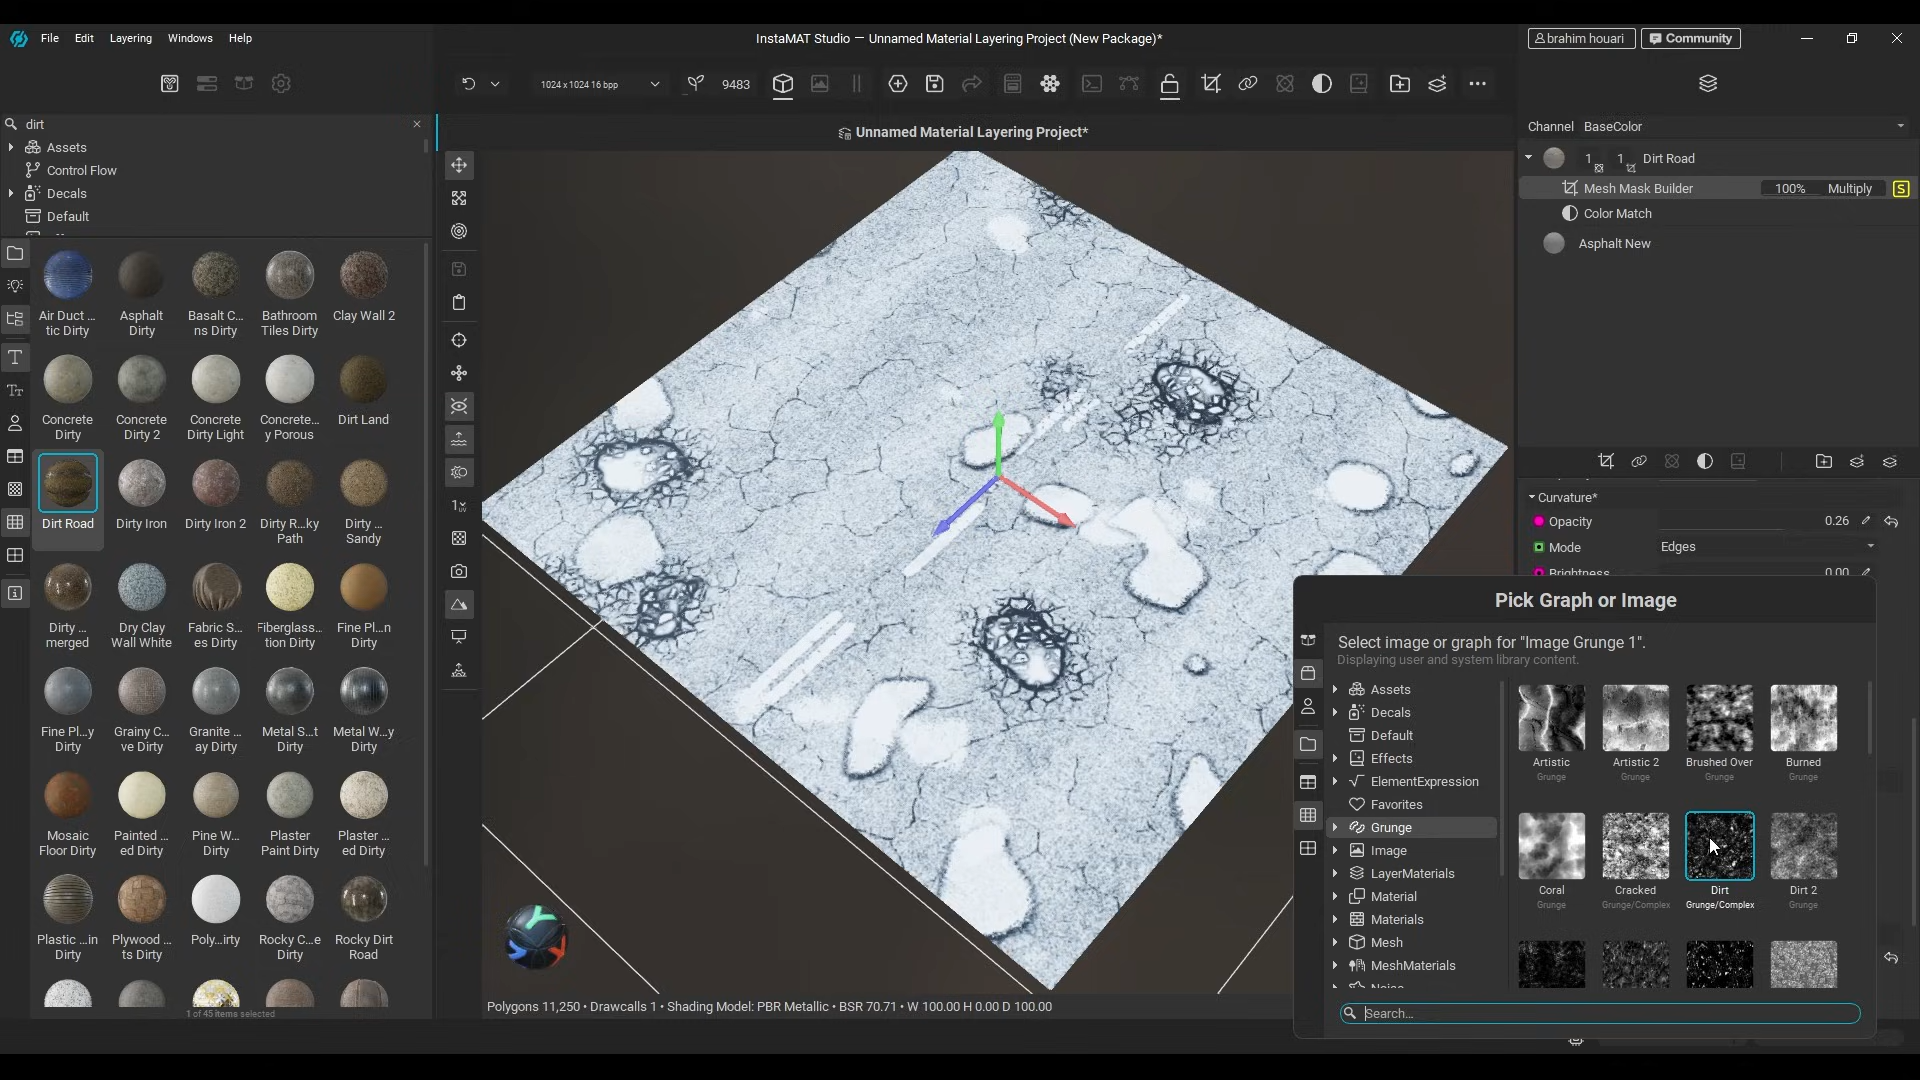 File Edit Layering Windows Help
InstaMAT Studio — Unnamed Material Layering Project (New Package)*
brahim houari
Community
1024 x 1024 16 bpp
9483
dirt
Assets
Control Flow
Decals
Default
Air Duct ...
tic Dirty
Asphalt
Dirty
Basalt C...
ns Dirty
Bathroom
Tiles Dirty
Clay Wall 2
Concrete
Dirty
Concrete
Dirty 2
Concrete
Dirty Light
Concrete...
y Porous
Dirt Land
Dirt Road
Dirty Iron
Dirty Iron 2
Dirty R...ky
Path
Dirty ...
Sandy
Dirty ...
merged
Dry Clay
Wall White
Fabric S...
es Dirty
Fiberglass...
tion Dirty
Fine Pl...n
Dirty
Fine Pl...y
Dirty
Grainy C...
ve Dirty
Granite ...
ay Dirty
Metal S...t
Dirty
Metal W...y
Dirty
Mosaic
Floor Dirty
Painted ...
ed Dirty
Pine W...
Dirty
Plaster
Paint Dirty
Plaster ...
ed Dirty
Plastic ...in
Dirty
Plywood ...
ts Dirty
Poly...irty
Rocky C...e
Dirty
Rocky Dirt
Road
1 of 45 items selected
Unnamed Material Layering Project*
Polygons 11,250 • Drawcalls 1 • Shading Model: PBR Metallic • BSR 70.71 • W 100.00 H 0.00 D 100.00
Channel BaseColor
1 1 Dirt Road
Mesh Mask Builder 100% Multiply S
Color Match
Asphalt New
Curvature*
Opacity 0.26
Mode Edges
Brightness 0.00
Pick Graph or Image
Select image or graph for "Image Grunge 1".
Displaying user and system library content.
Assets
Decals
Default
Effects
ElementExpression
Favorites
Grunge
Image
LayerMaterials
Material
Materials
Mesh
MeshMaterials
Noise
Artistic
Grunge
Artistic 2
Grunge
Brushed Over
Grunge
Burned
Grunge
Coral
Grunge
Cracked
Grunge/Complex
Dirt
Grunge/Complex
Dirt 2
Grunge
Search...